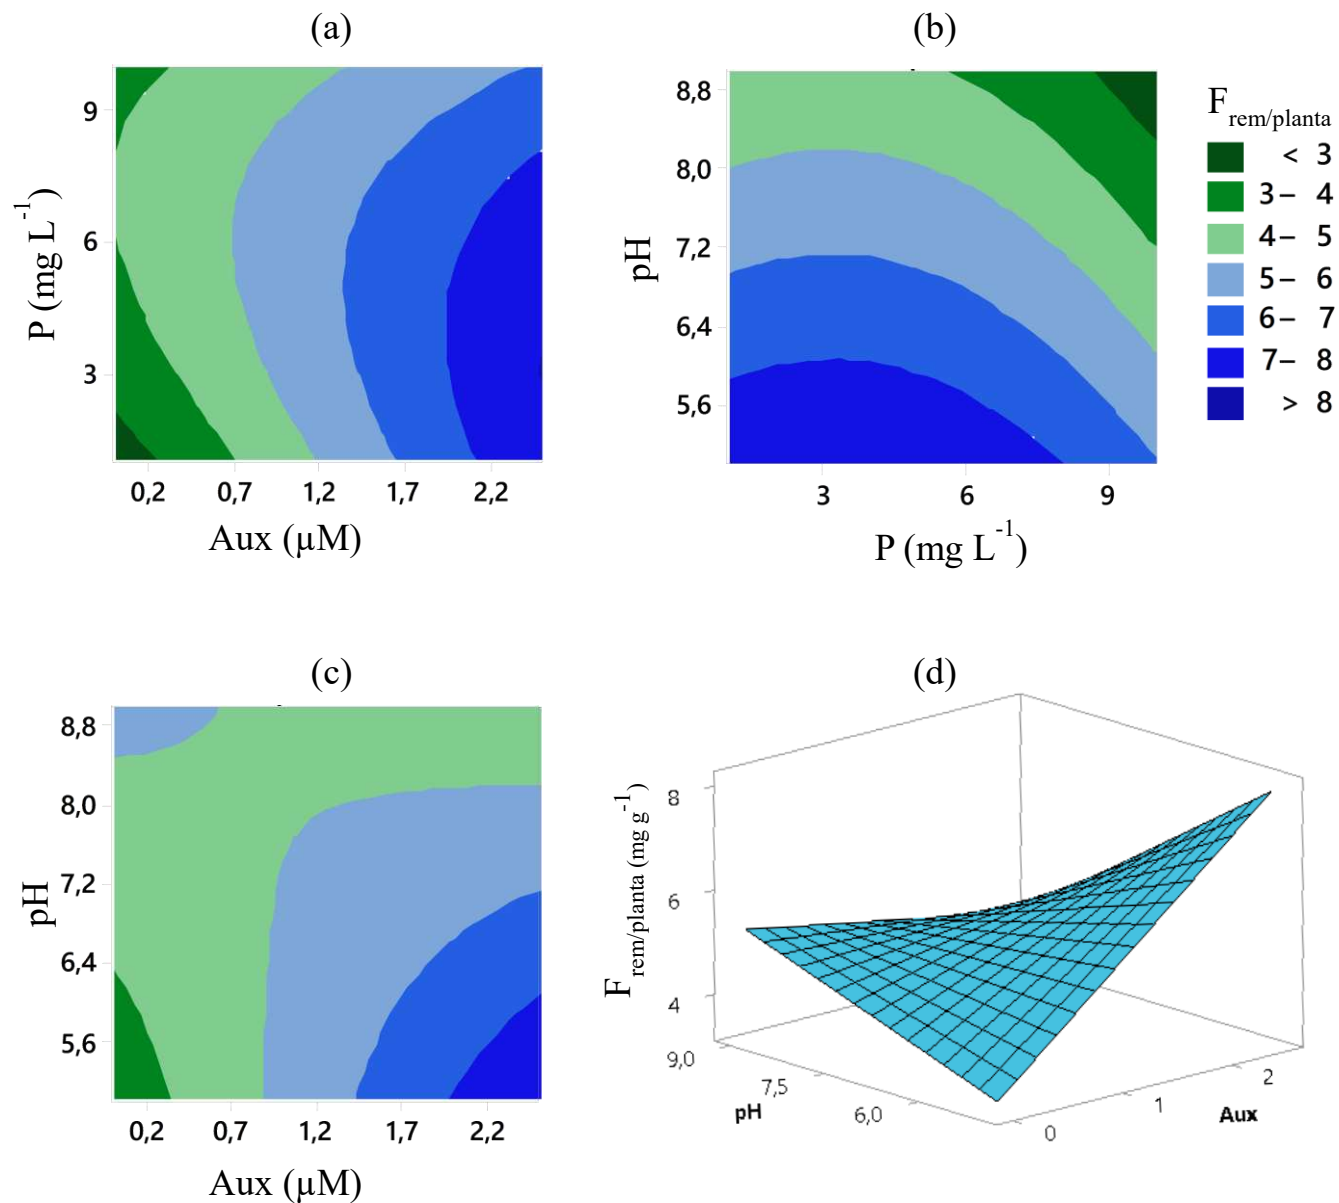 (a)
9
6
3
P (mg L⁻¹)
0,2 0,7 1,2 1,7 2,2
Aux (µM)
(b)
8,8
8,0
7,2
6,4
5,6
pH
3 6 9
P (mg L⁻¹)
F rem/planta
< 3
3– 4
4– 5
5– 6
6– 7
7– 8
> 8
(c)
8,8
8,0
7,2
6,4
5,6
pH
0,2 0,7 1,2 1,7 2,2
Aux (µM)
(d)
8
6
4
F rem/planta (mg g⁻¹)
9,0
7,5
6,0
pH
0
1
2
Aux